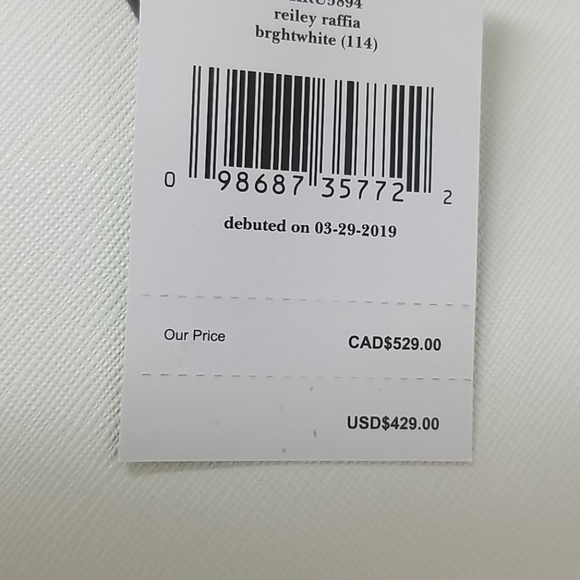 reiley raffia
brghtwhite (114)
0 98687 35772 2
debuted on 03-29-2019
Our Price CAD$529.00
USD$429.00